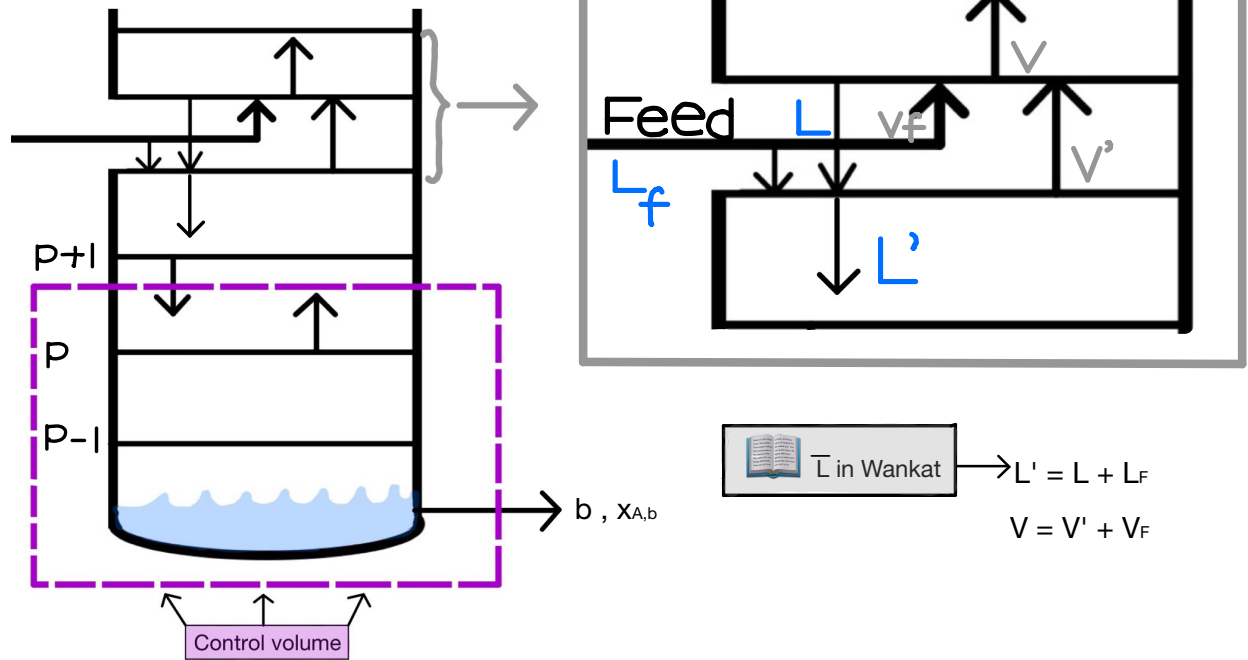 p+1
p
p-1
b , xA,b
Control volume
Feed
L
Vf
V
V'
Lf
L'
L̅ in Wankat
L' = L + LF
V = V' + VF